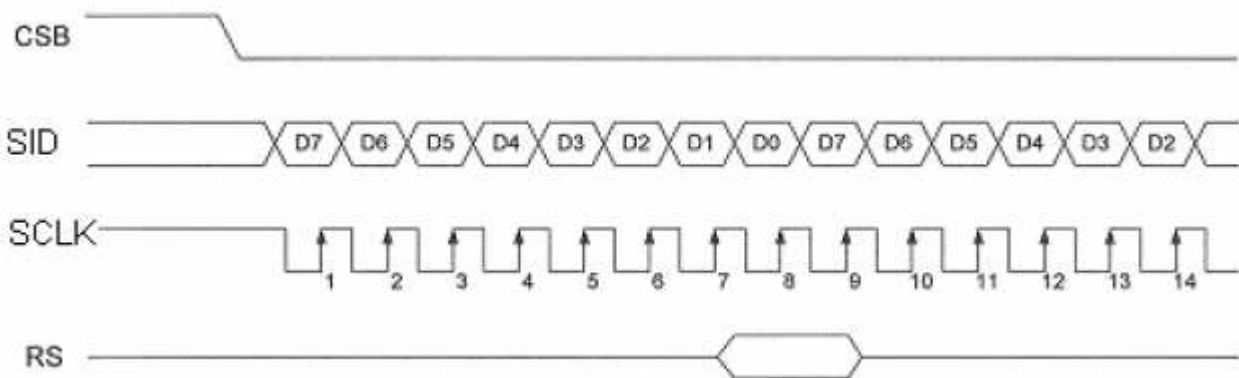 CSB
SID D7 D6 D5 D4 D3 D2 D1 D0 D7 D6 D5 D4 D3 D2
SCLK
1 2 3 4 5 6 7 8 9 10 11 12 13 14
RS